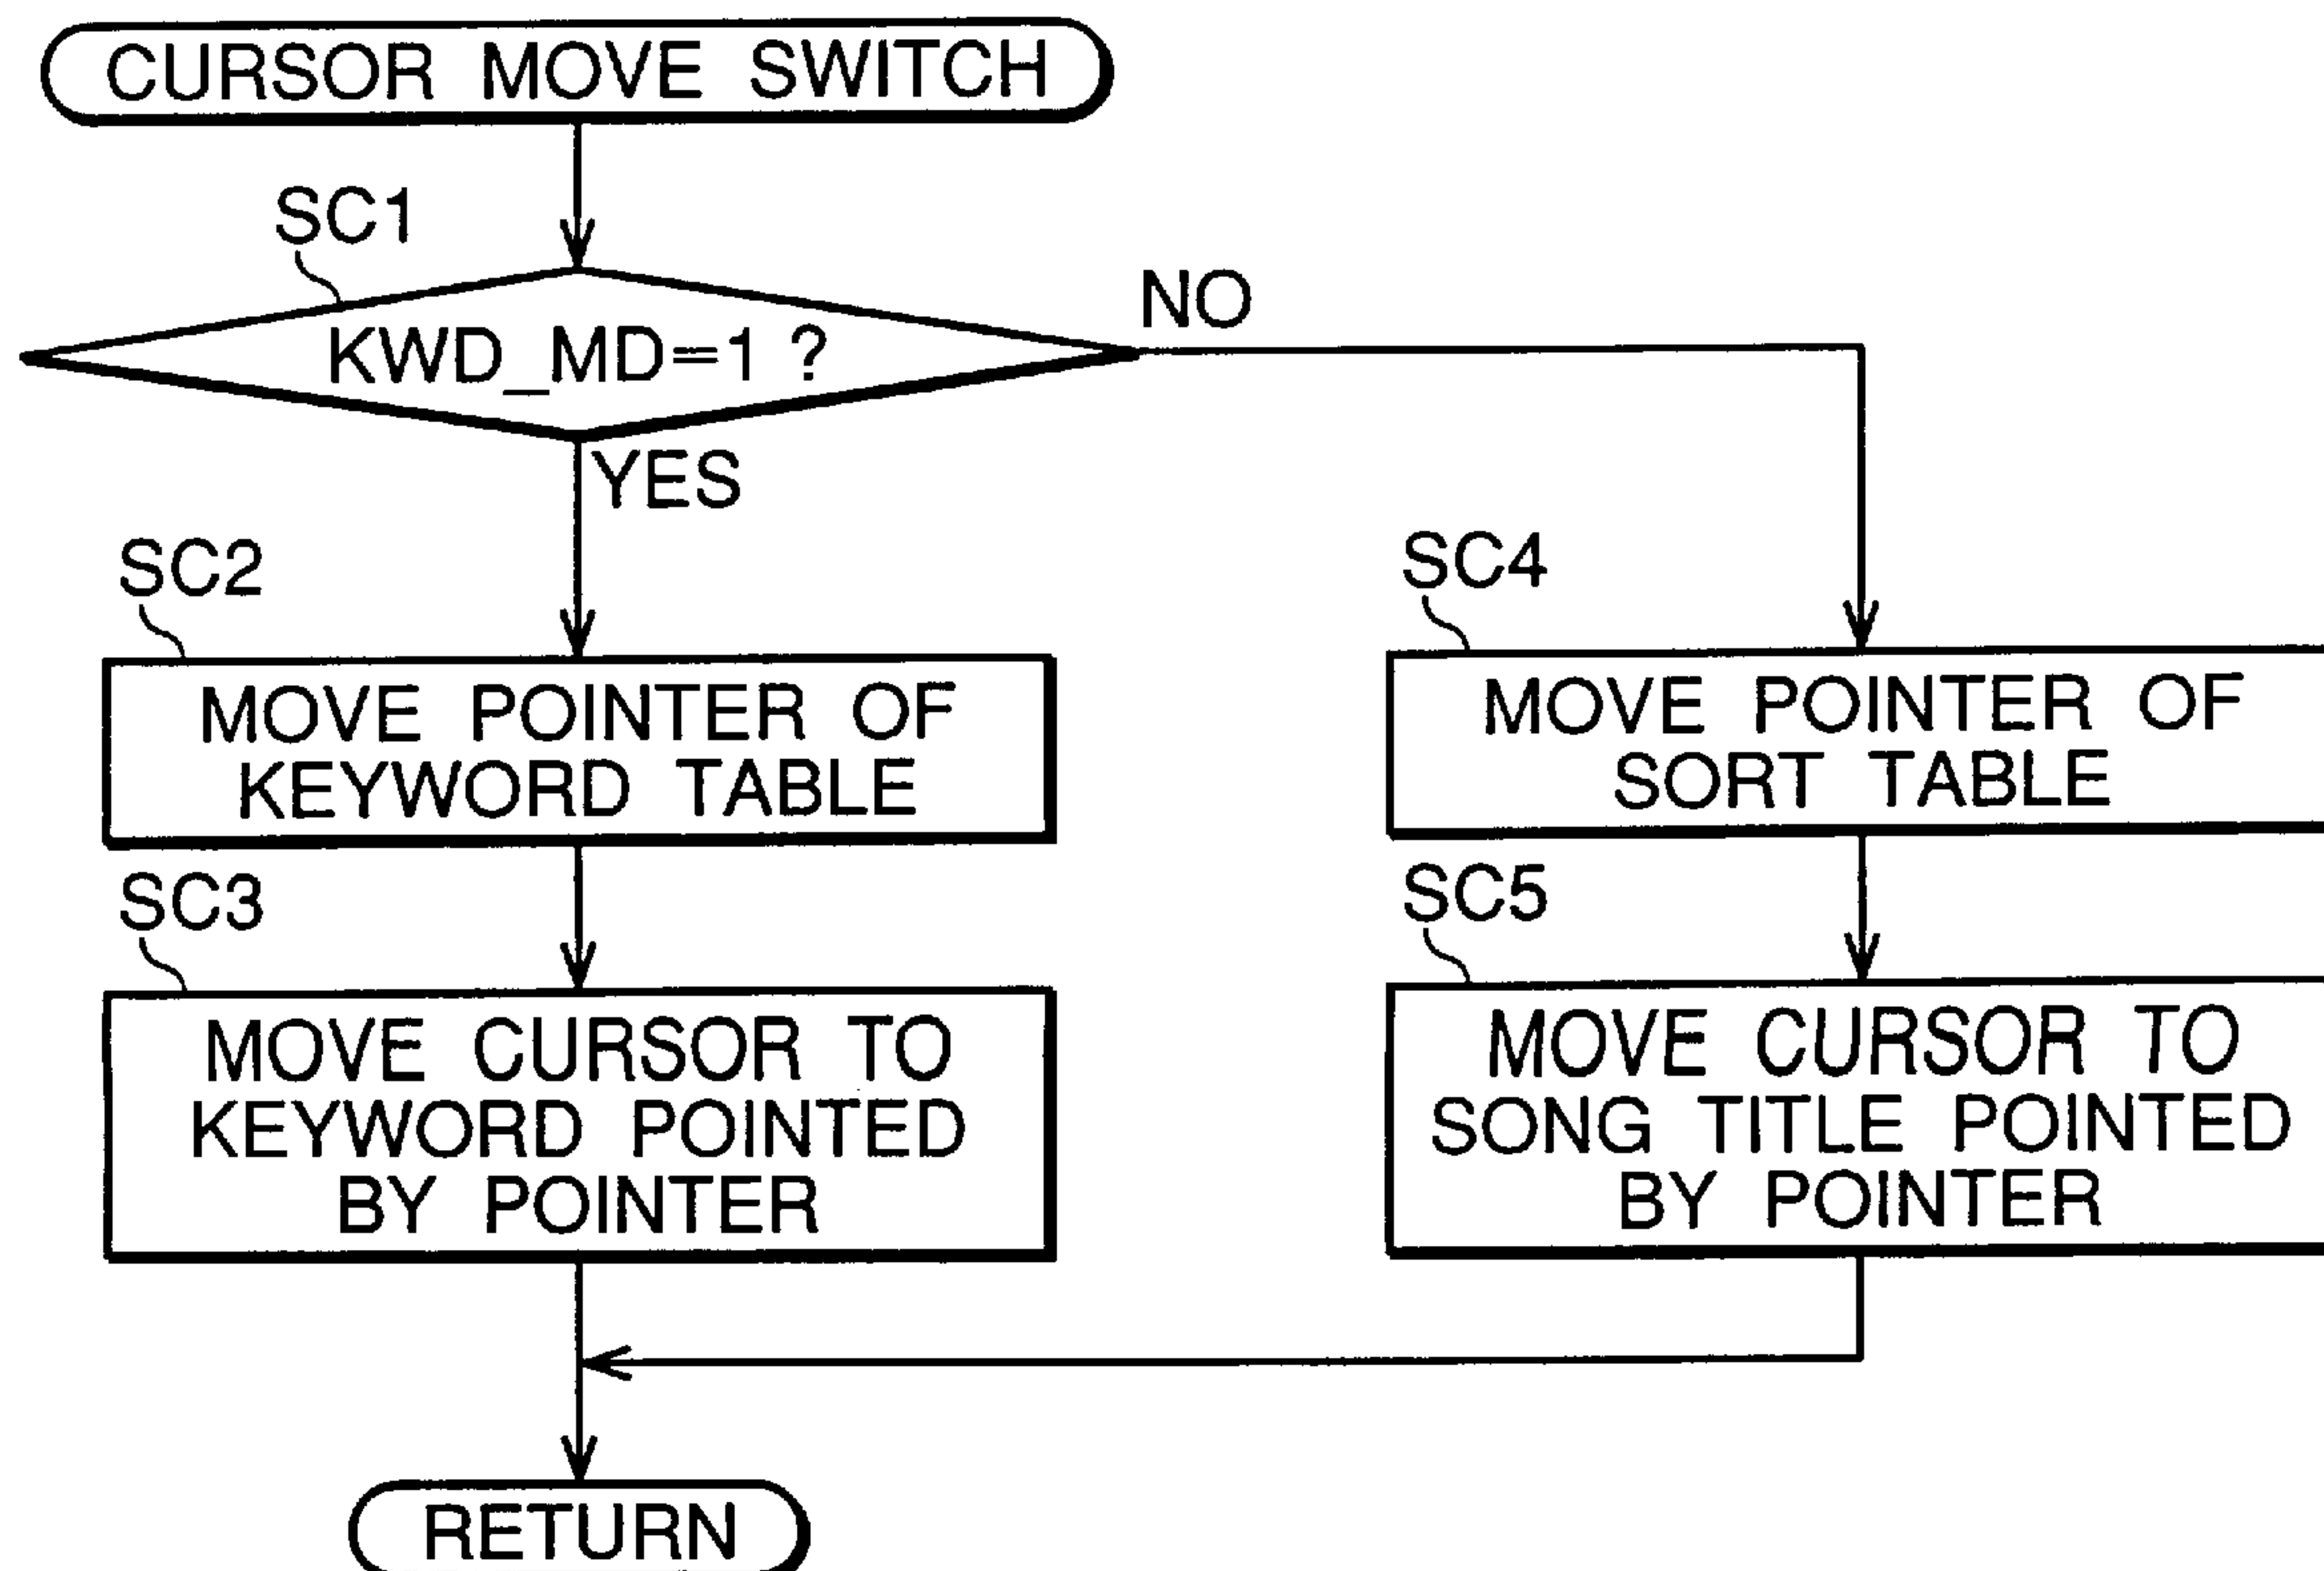 CURSOR MOVE SWITCH
SC1
KWD_MD=1 ?
NO
YES
SC2
MOVE POINTER OF
KEYWORD TABLE
SC3
MOVE CURSOR TO
KEYWORD POINTED
BY POINTER
SC4
MOVE POINTER OF
SORT TABLE
SC5
MOVE CURSOR TO
SONG TITLE POINTED
BY POINTER
RETURN